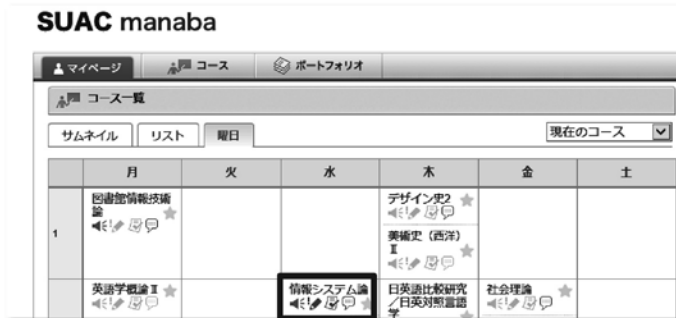 SUAC manaba
マイページ
コース
ポートフォリオ
コース一覧
サムネイル
リスト
曜日
現在のコース
月
火
水
木
金
土
1
図書館情報技術
論
デザイン史2
美術史(西洋)
Ⅱ
英語学概論Ⅱ
情報システム論
日英語比較研究
/日英対照言語
学
社会理論